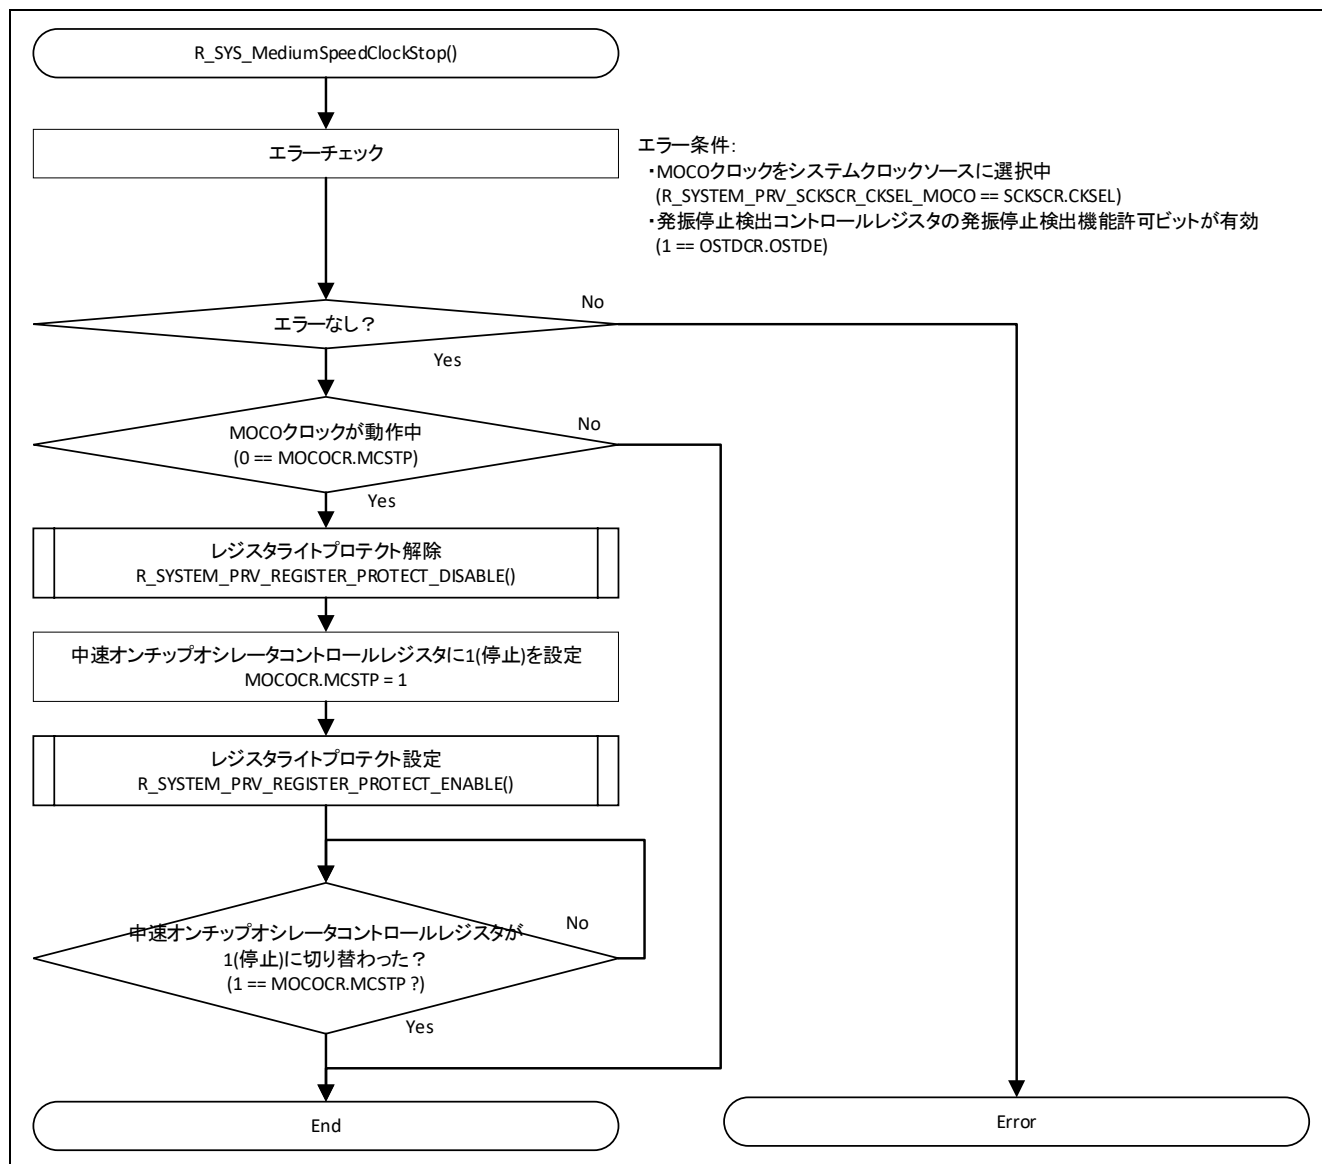 R_SYS_MediumSpeedClockStop()
エラーチェック
エラー条件:
・MOCOクロックをシステムクロックソースに選択中
(R_SYSTEM_PRV_SCKSCR_CKSEL_MOCO == SCKSCR.CKSEL)
・発振停止検出コントロールレジスタの発振停止検出機能許可ビットが有効
(1 == OSTDCR.OSTDE)
エラーなし？
No
Yes
MOCOクロックが動作中
(0 == MOCOCR.MCSTP)
No
Yes
レジスタライトプロテクト解除
R_SYSTEM_PRV_REGISTER_PROTECT_DISABLE()
中速オンチップオシレータコントロールレジスタに1(停止)を設定
MOCOCR.MCSTP = 1
レジスタライトプロテクト設定
R_SYSTEM_PRV_REGISTER_PROTECT_ENABLE()
中速オンチップオシレータコントロールレジスタが
1(停止)に切り替わった？
(1 == MOCOCR.MCSTP ?)
No
Yes
End
Error